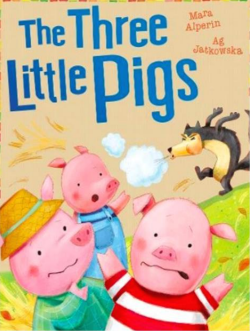 The Three
Little Pigs
Mara
Alperin
Ag
Jatkowska